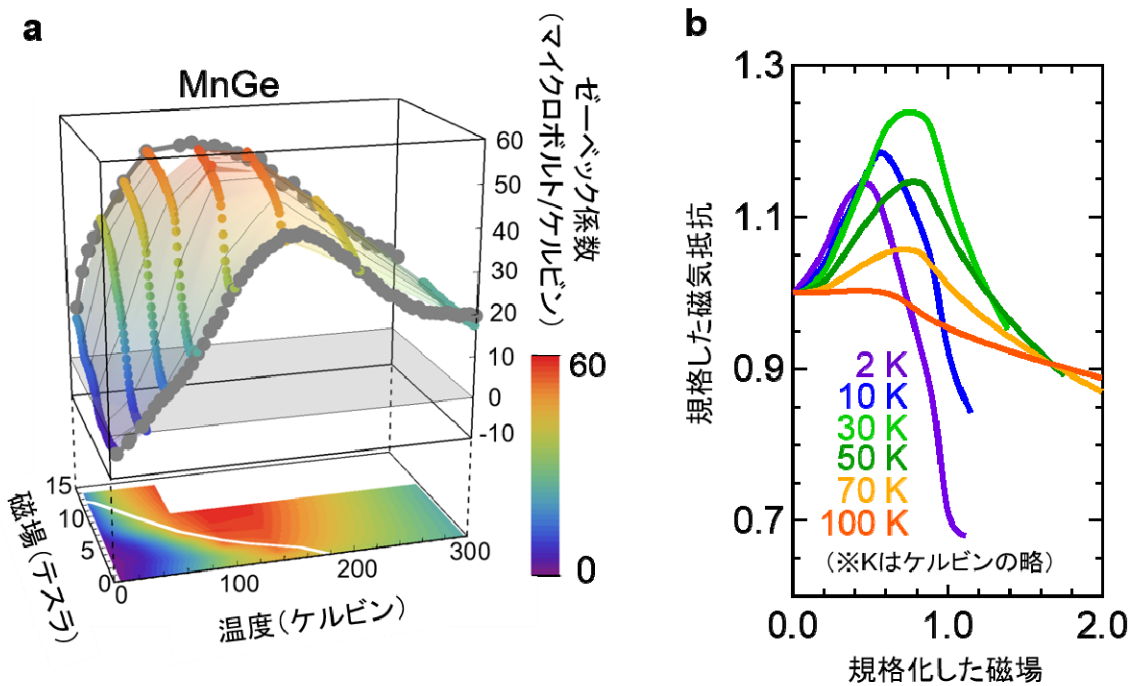 a
MnGe
60
50
40
30
20
10
0
-10
ゼーベック係数
(マイクロボルト/ケルビン)
60
0
15
10
5
0
磁場(テスラ)
0
100
200
300
温度(ケルビン)
b
1.3
1.1
0.9
0.7
規格した磁気抵抗
2 K
10 K
30 K
50 K
70 K
100 K
(※Kはケルビンの略)
0.0
1.0
2.0
規格化した磁場